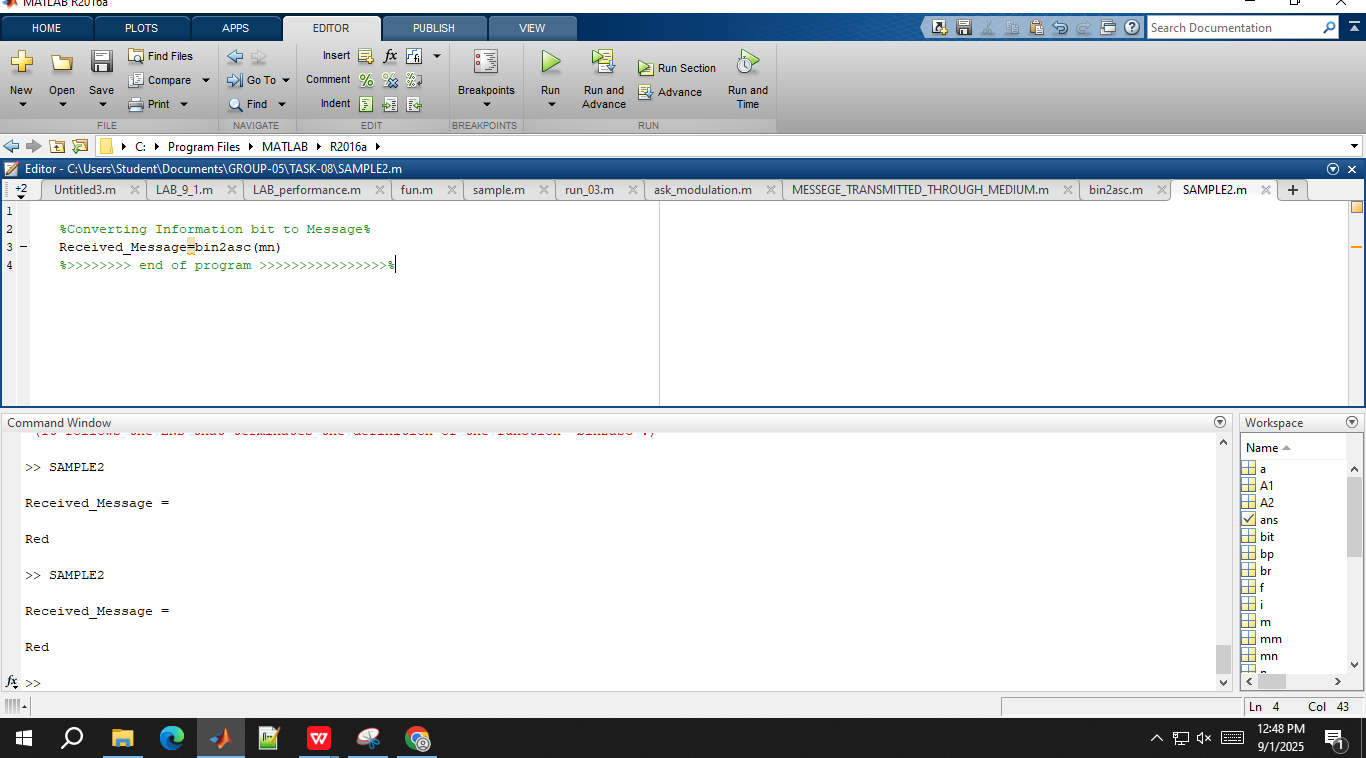 MATLAB R2016a
HOME PLOTS APPS EDITOR PUBLISH VIEW Search Documentation
Find Files Insert fx
New Open Save Compare Go To Comment Breakpoints Run Run and Advance Run Section Advance Run and Time
Print Find Indent
FILE NAVIGATE EDIT BREAKPOINTS RUN
C: Program Files MATLAB R2016a
Editor - C:\Users\Student\Documents\GROUP-05\TASK-08\SAMPLE2.m
+2 Untitled3.m LAB_9_1.m LAB_performance.m fun.m sample.m run_03.m ask_modulation.m MESSEGE_TRANSMITTED_THROUGH_MEDIUM.m bin2asc.m SAMPLE2.m +
1
2 %Converting Information bit to Message%
3 – Received_Message=bin2asc(mn)
4 %>>>>>>>> end of program >>>>>>>>>>>>>>>>%
Command Window
>> SAMPLE2
Received_Message =
Red
>> SAMPLE2
Received_Message =
Red
fx >>
Workspace
Name
a
A1
A2
ans
bit
bp
br
f
i
m
mm
mn
Ln 4 Col 43
12:48 PM
9/1/2025
1